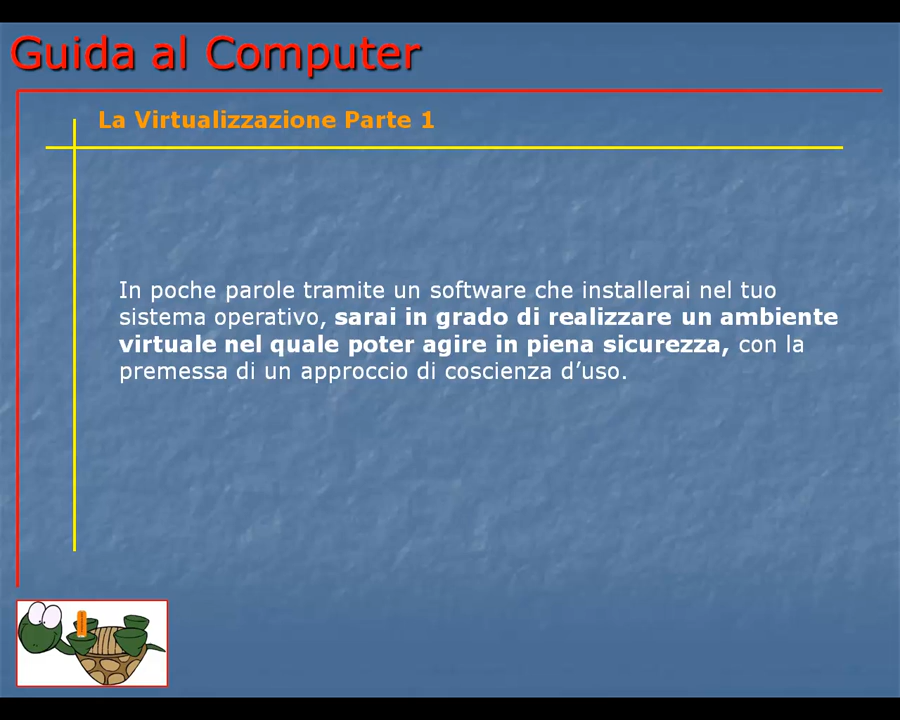 Guida al Computer
La Virtualizzazione Parte 1
In poche parole tramite un software che installerai nel tuo
sistema operativo, sarai in grado di realizzare un ambiente
virtuale nel quale poter agire in piena sicurezza, con la
premessa di un approccio di coscienza d’uso.